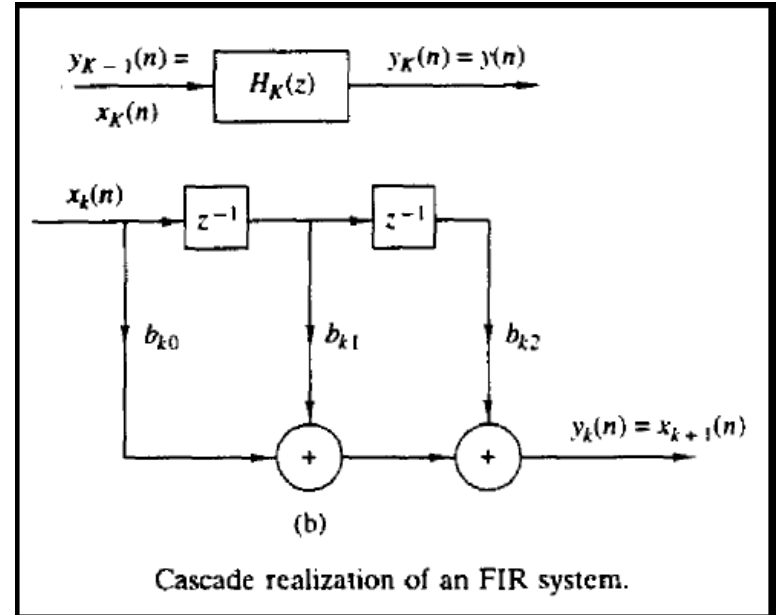 y_{K-1}(n) =
x_K(n)
H_K(z)
y_K(n) = y(n)
x_k(n)
z^{-1}
z^{-1}
b_{k0}
b_{k1}
b_{k2}
+
+
y_k(n) = x_{k+1}(n)
(b)
Cascade realization of an FIR system.